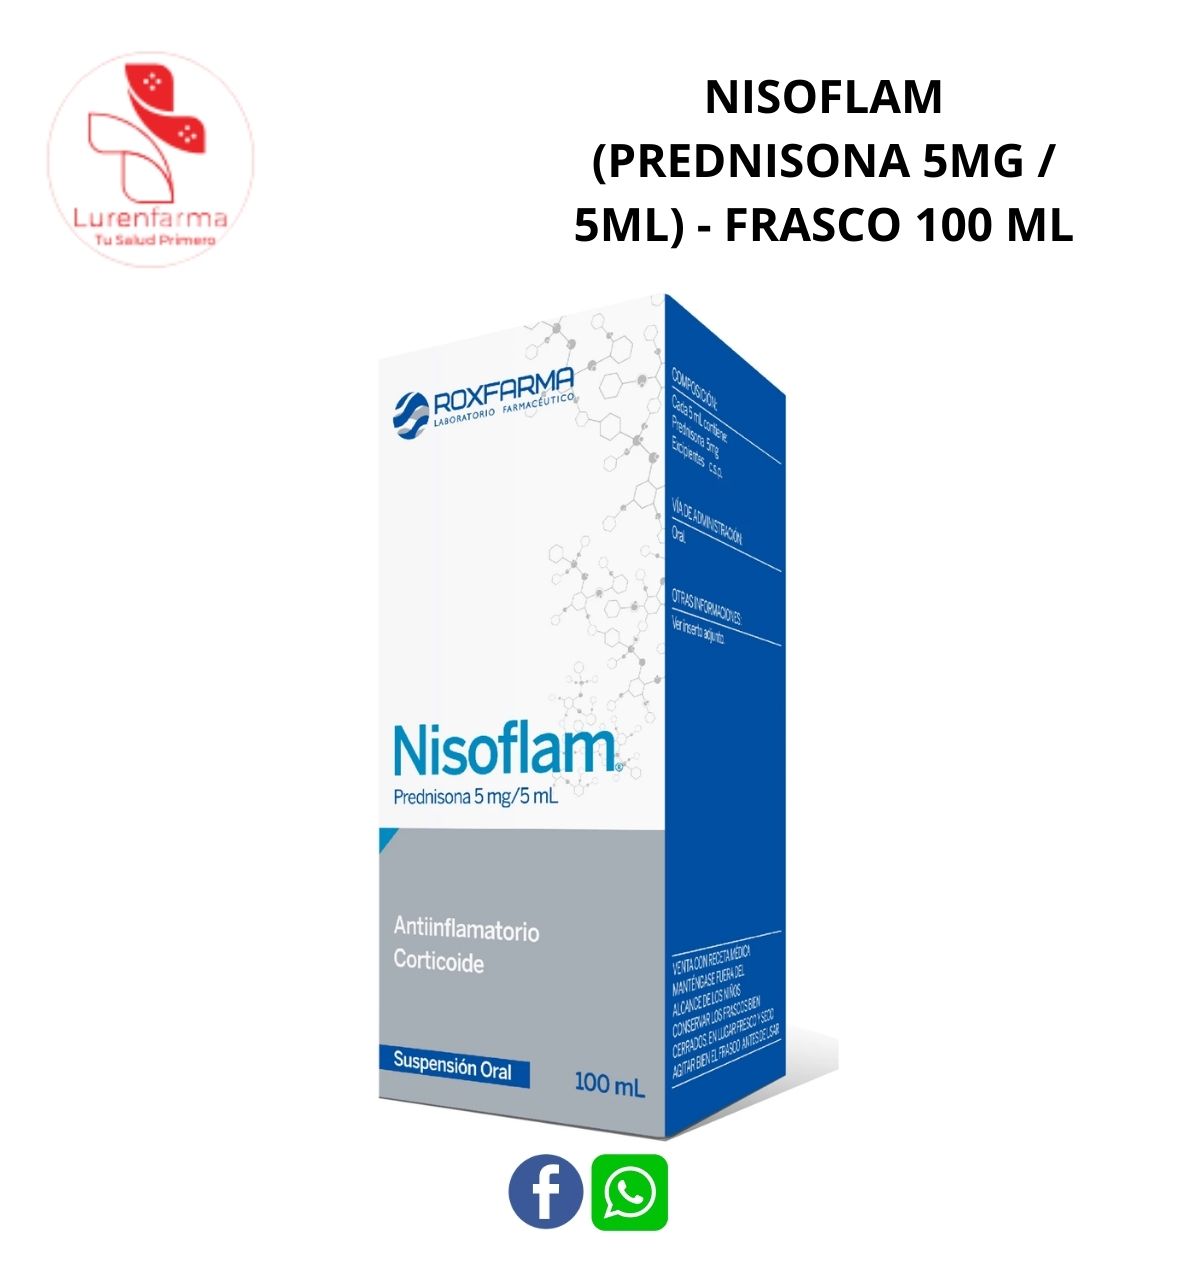 Lurenfarma
Tu Salud Primero
NISOFLAM
(PREDNISONA 5MG /
5ML) - FRASCO 100 ML
ROXFARMA
LABORATORIO FARMACÉUTICO
Nisoflam®
Prednisona 5 mg/5 mL
Antiinflamatorio
Corticoide
Suspensión Oral
100 mL
COMPOSICIÓN:
Cada 5 mL contiene:
Prednisona 5mg
Excipientes c.s.p.
VÍA DE ADMINISTRACIÓN:
Oral.
OTRAS INFORMACIONES:
Ver inserto adjunto.
VENTA CON RECETA MÉDICA
MANTÉNGASE FUERA DEL
ALCANCE DE LOS NIÑOS
CONSERVAR LOS FRASCOS BIEN
CERRADOS, EN LUGAR FRESCO Y SECO
AGITAR BIEN EL FRASCO ANTES DE USAR